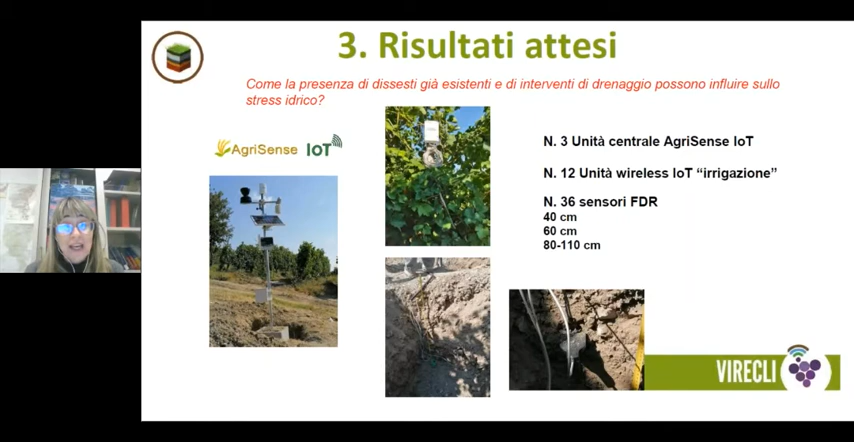 3. Risultati attesi
Come la presenza di dissesti già esistenti e di interventi di drenaggio possono influire sullo
stress idrico?
AgriSense IoT
N. 3 Unità centrale AgriSense IoT
N. 12 Unità wireless IoT “irrigazione”
N. 36 sensori FDR
40 cm
60 cm
80-110 cm
VIRECLI